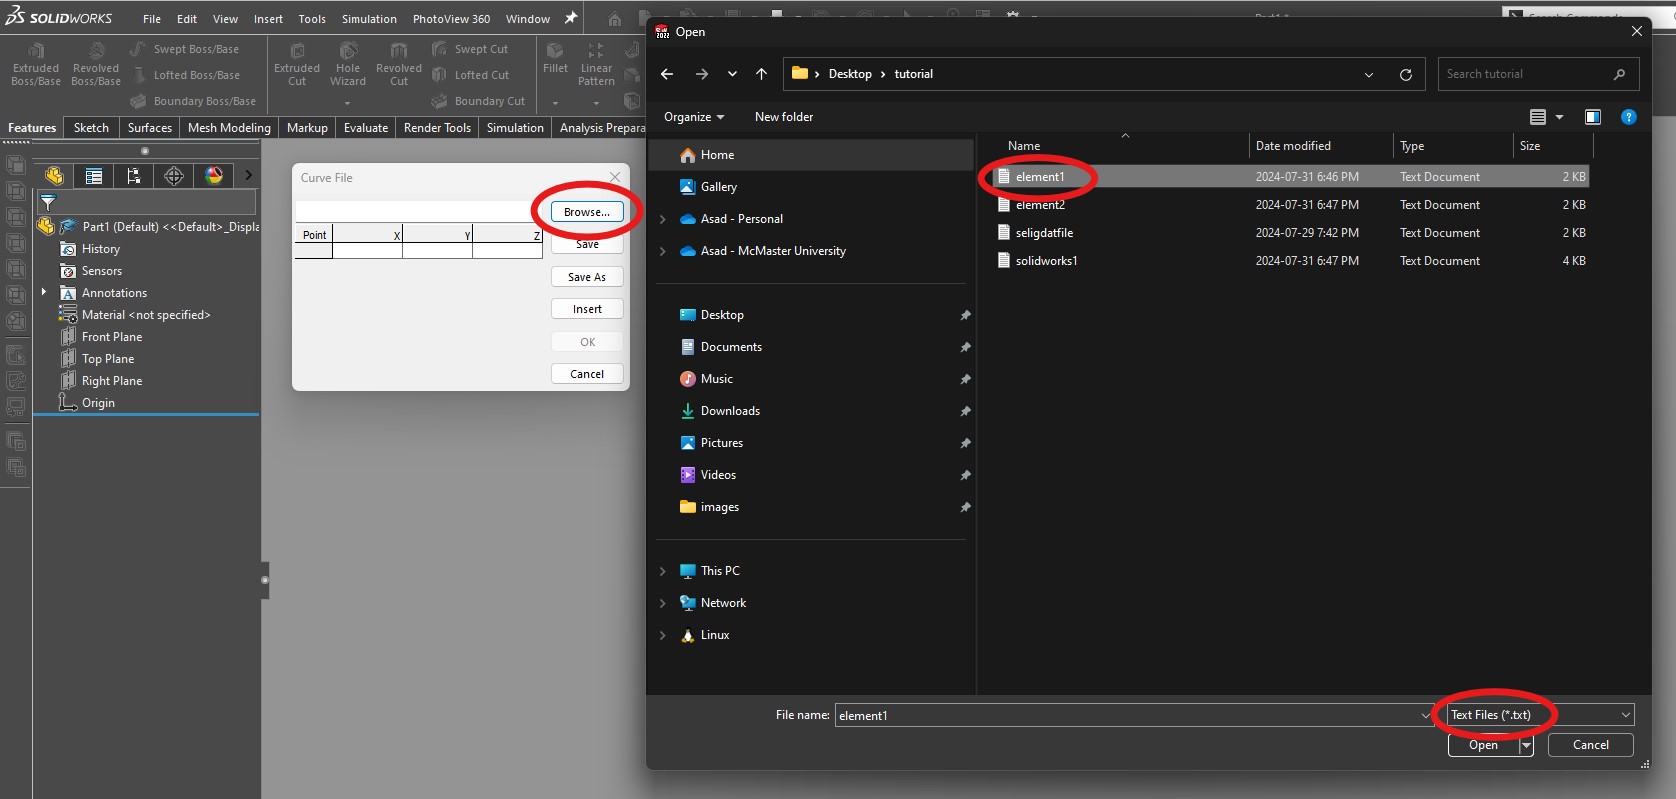 SOLIDWORKS File Edit View Insert Tools Simulation PhotoView 360 Window
Extruded Boss/Base
Revolved Boss/Base
Swept Boss/Base
Lofted Boss/Base
Boundary Boss/Base
Extruded Cut
Hole Wizard
Revolved Cut
Swept Cut
Lofted Cut
Boundary Cut
Fillet
Linear Pattern
Features Sketch Surfaces Mesh Modeling Markup Evaluate Render Tools Simulation Analysis Prepara
Part1 (Default) <<Default>_Displa
History
Sensors
Annotations
Material <not specified>
Front Plane
Top Plane
Right Plane
Origin
Curve File
Browse...
Point X Y Z
Save
Save As
Insert
OK
Cancel
Open
Desktop tutorial
Search tutorial
Organize New folder
Home
Gallery
Asad - Personal
Asad - McMaster University
Desktop
Documents
Music
Downloads
Pictures
Videos
images
This PC
Network
Linux
Name Date modified Type Size
element1 2024-07-31 6:46 PM Text Document 2 KB
element2 2024-07-31 6:47 PM Text Document 2 KB
seligdatfile 2024-07-29 7:42 PM Text Document 2 KB
solidworks1 2024-07-31 6:47 PM Text Document 4 KB
File name: element1 Text Files (*.txt)
Open Cancel